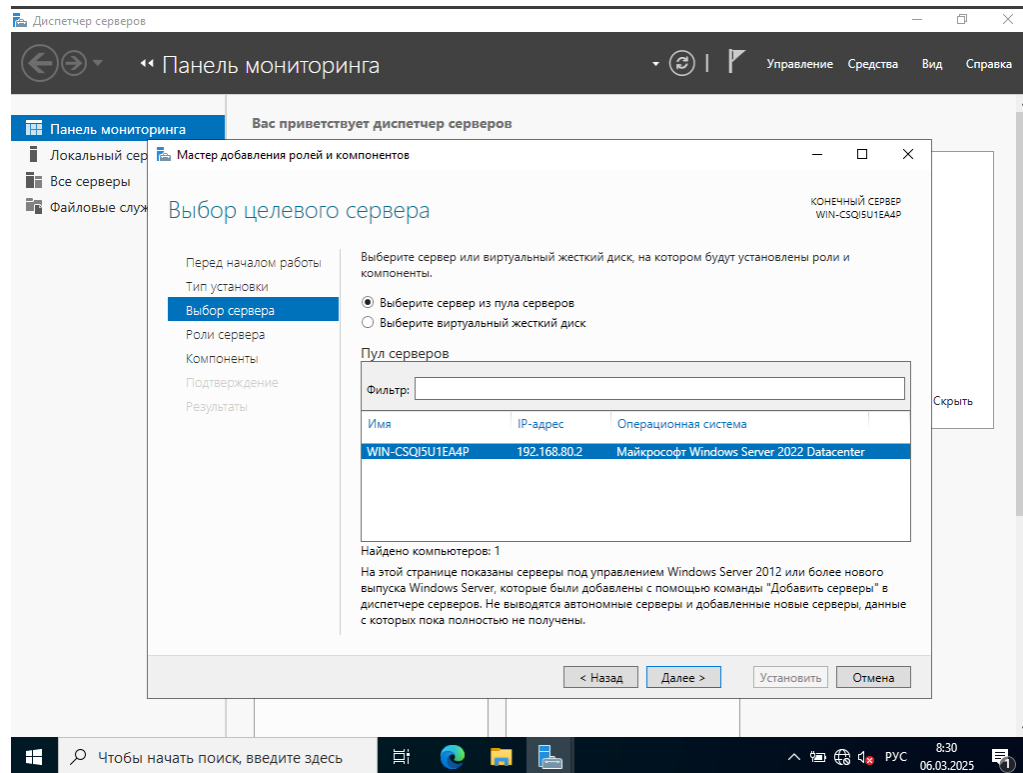 Диспетчер серверов
Панель мониторинга
Управление Средства Вид Справка
Панель мониторинга
Локальный сер
Все серверы
Файловые служ
Вас приветствует диспетчер серверов
Скрыть
Мастер добавления ролей и компонентов
Выбор целевого сервера
КОНЕЧНЫЙ СЕРВЕР
WIN-CSQI5U1EA4P
Перед началом работы
Тип установки
Выбор сервера
Роли сервера
Компоненты
Подтверждение
Результаты
Выберите сервер или виртуальный жесткий диск, на котором будут установлены роли и
компоненты.
Выберите сервер из пула серверов
Выберите виртуальный жесткий диск
Пул серверов
Фильтр:
Имя IP-адрес Операционная система
WIN-CSQI5U1EA4P 192.168.80.2 Майкрософт Windows Server 2022 Datacenter
Найдено компьютеров: 1
На этой странице показаны серверы под управлением Windows Server 2012 или более нового
выпуска Windows Server, которые были добавлены с помощью команды "Добавить серверы" в
диспетчере серверов. Не выводятся автономные серверы и добавленные новые серверы, данные
с которых пока полностью не получены.
< Назад Далее > Установить Отмена
Чтобы начать поиск, введите здесь
РУС
8:30
06.03.2025
1